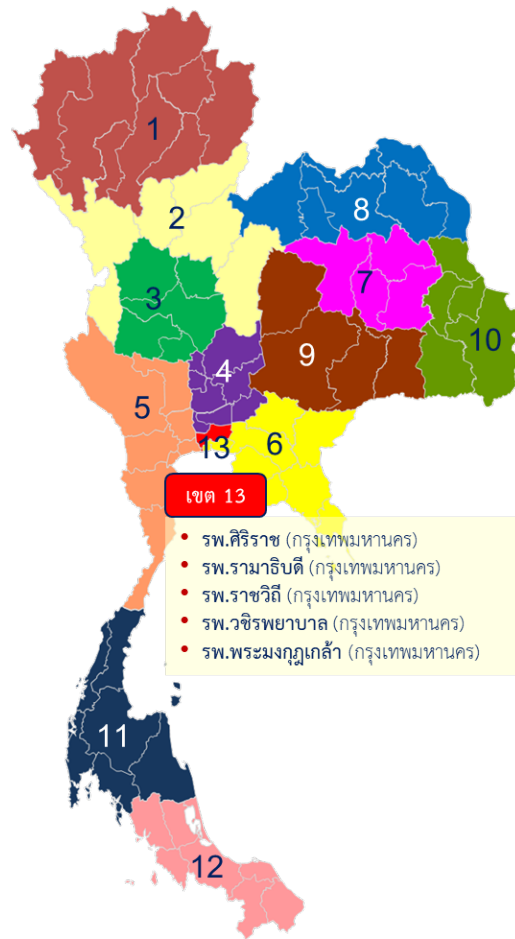 1
2
8
3
7
4
9
10
5
13
6
เขต 13
• รพ.ศิริราช (กรุงเทพมหานคร)
• รพ.รามาธิบดี (กรุงเทพมหานคร)
• รพ.ราชวิถี (กรุงเทพมหานคร)
• รพ.วชิรพยาบาล (กรุงเทพมหานคร)
• รพ.พระมงกุฎเกล้า (กรุงเทพมหานคร)
11
12